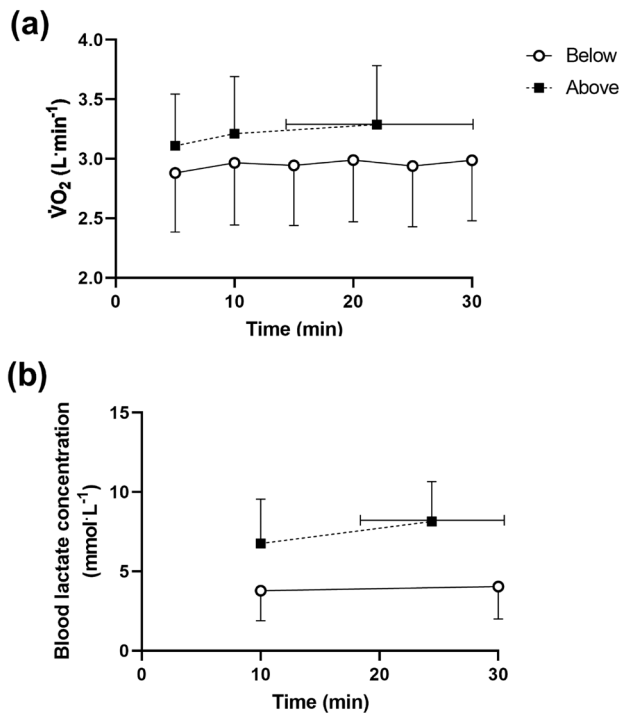 (a)
4.0
3.5
3.0
2.5
2.0
V̇O₂ (L·min⁻¹)
0
10
20
30
Time (min)
Below
Above
(b)
15
10
5
0
Blood lactate concentration
(mmol·L⁻¹)
0
10
20
30
Time (min)